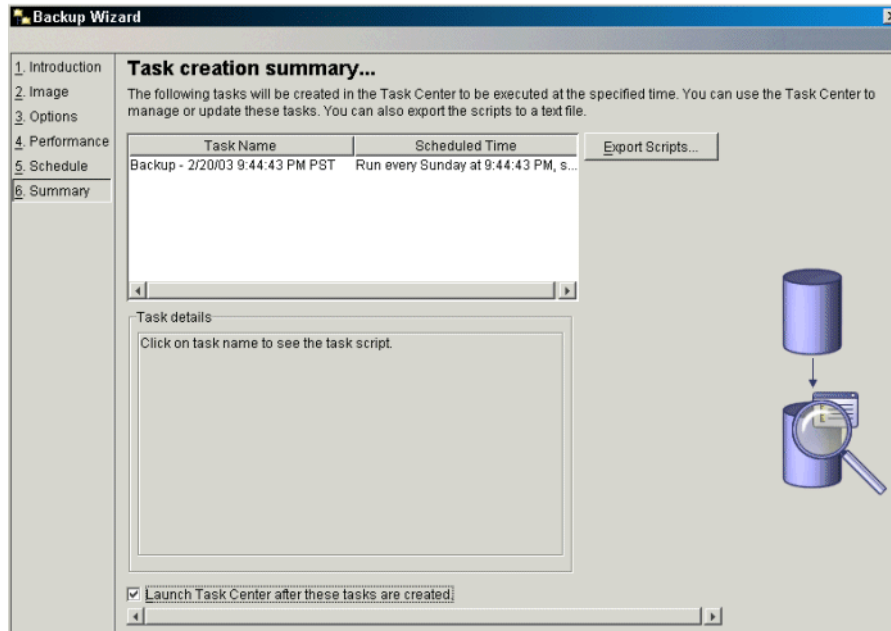 Backup Wizard
1. Introduction
2. Image
3. Options
4. Performance
5. Schedule
6. Summary
Task creation summary...
The following tasks will be created in the Task Center to be executed at the specified time. You can use the Task Center to
manage or update these tasks. You can also export the scripts to a text file.
Task Name Scheduled Time
Backup - 2/20/03 9:44:43 PM PST Run every Sunday at 9:44:43 PM, s...
Export Scripts...
Task details
Click on task name to see the task script.
Launch Task Center after these tasks are created.